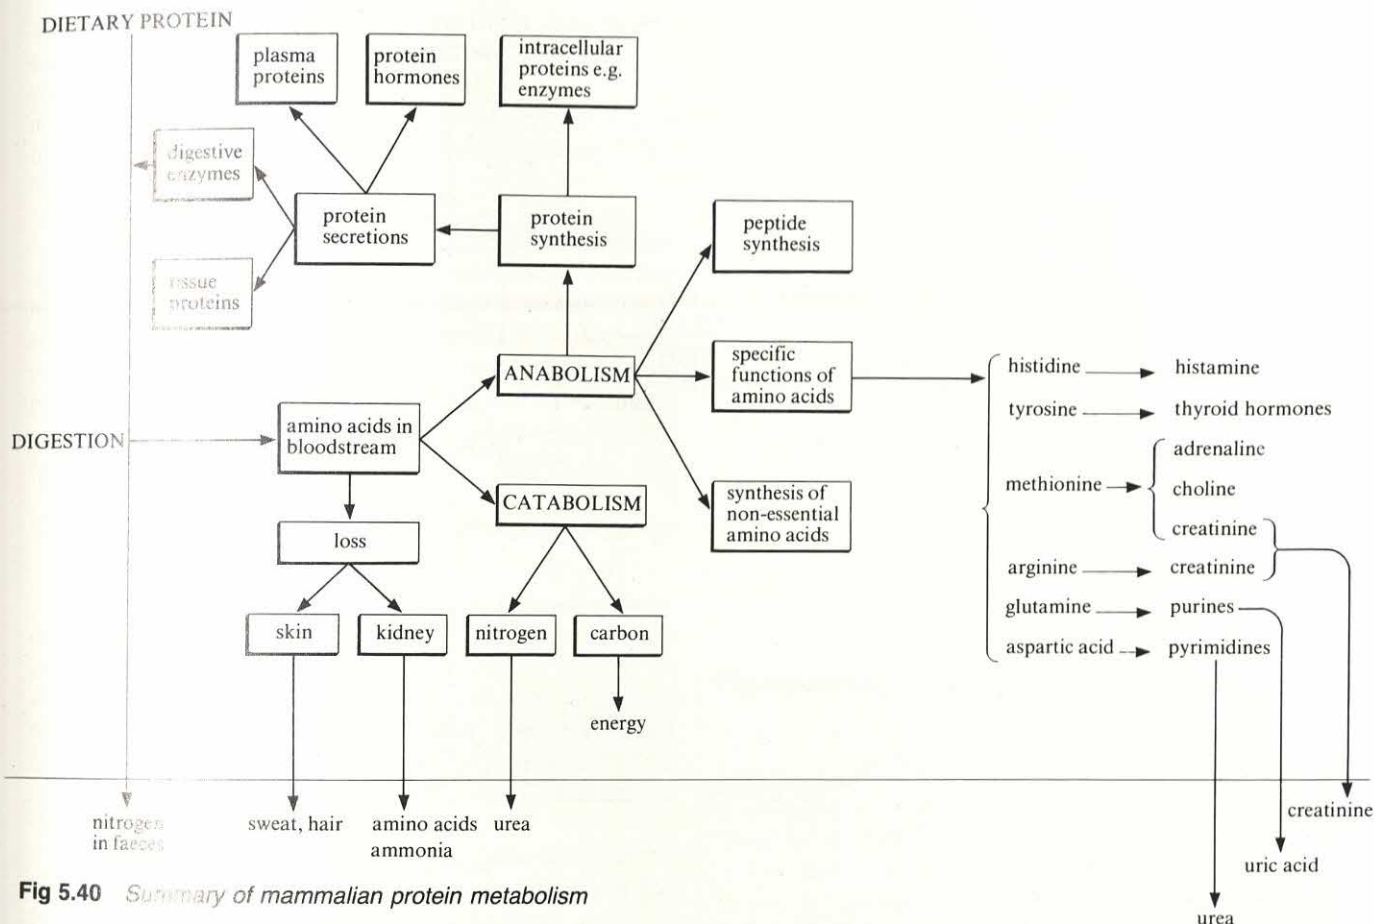 DIETARY PROTEIN
plasma
proteins
protein
hormones
intracellular
proteins e.g.
enzymes
digestive
enzymes
protein
secretions
protein
synthesis
peptide
synthesis
tissue
proteins
ANABOLISM
specific
functions of
amino acids
histidine
histamine
tyrosine
thyroid hormones
DIGESTION
amino acids in
bloodstream
adrenaline
methionine
choline
creatinine
CATABOLISM
synthesis of
non-essential
amino acids
loss
arginine
creatinine
glutamine
purines
aspartic acid
pyrimidines
skin
kidney
nitrogen
carbon
energy
nitrogen
in faeces
sweat, hair
amino acids
ammonia
urea
creatinine
uric acid
urea
Fig 5.40 Summary of mammalian protein metabolism